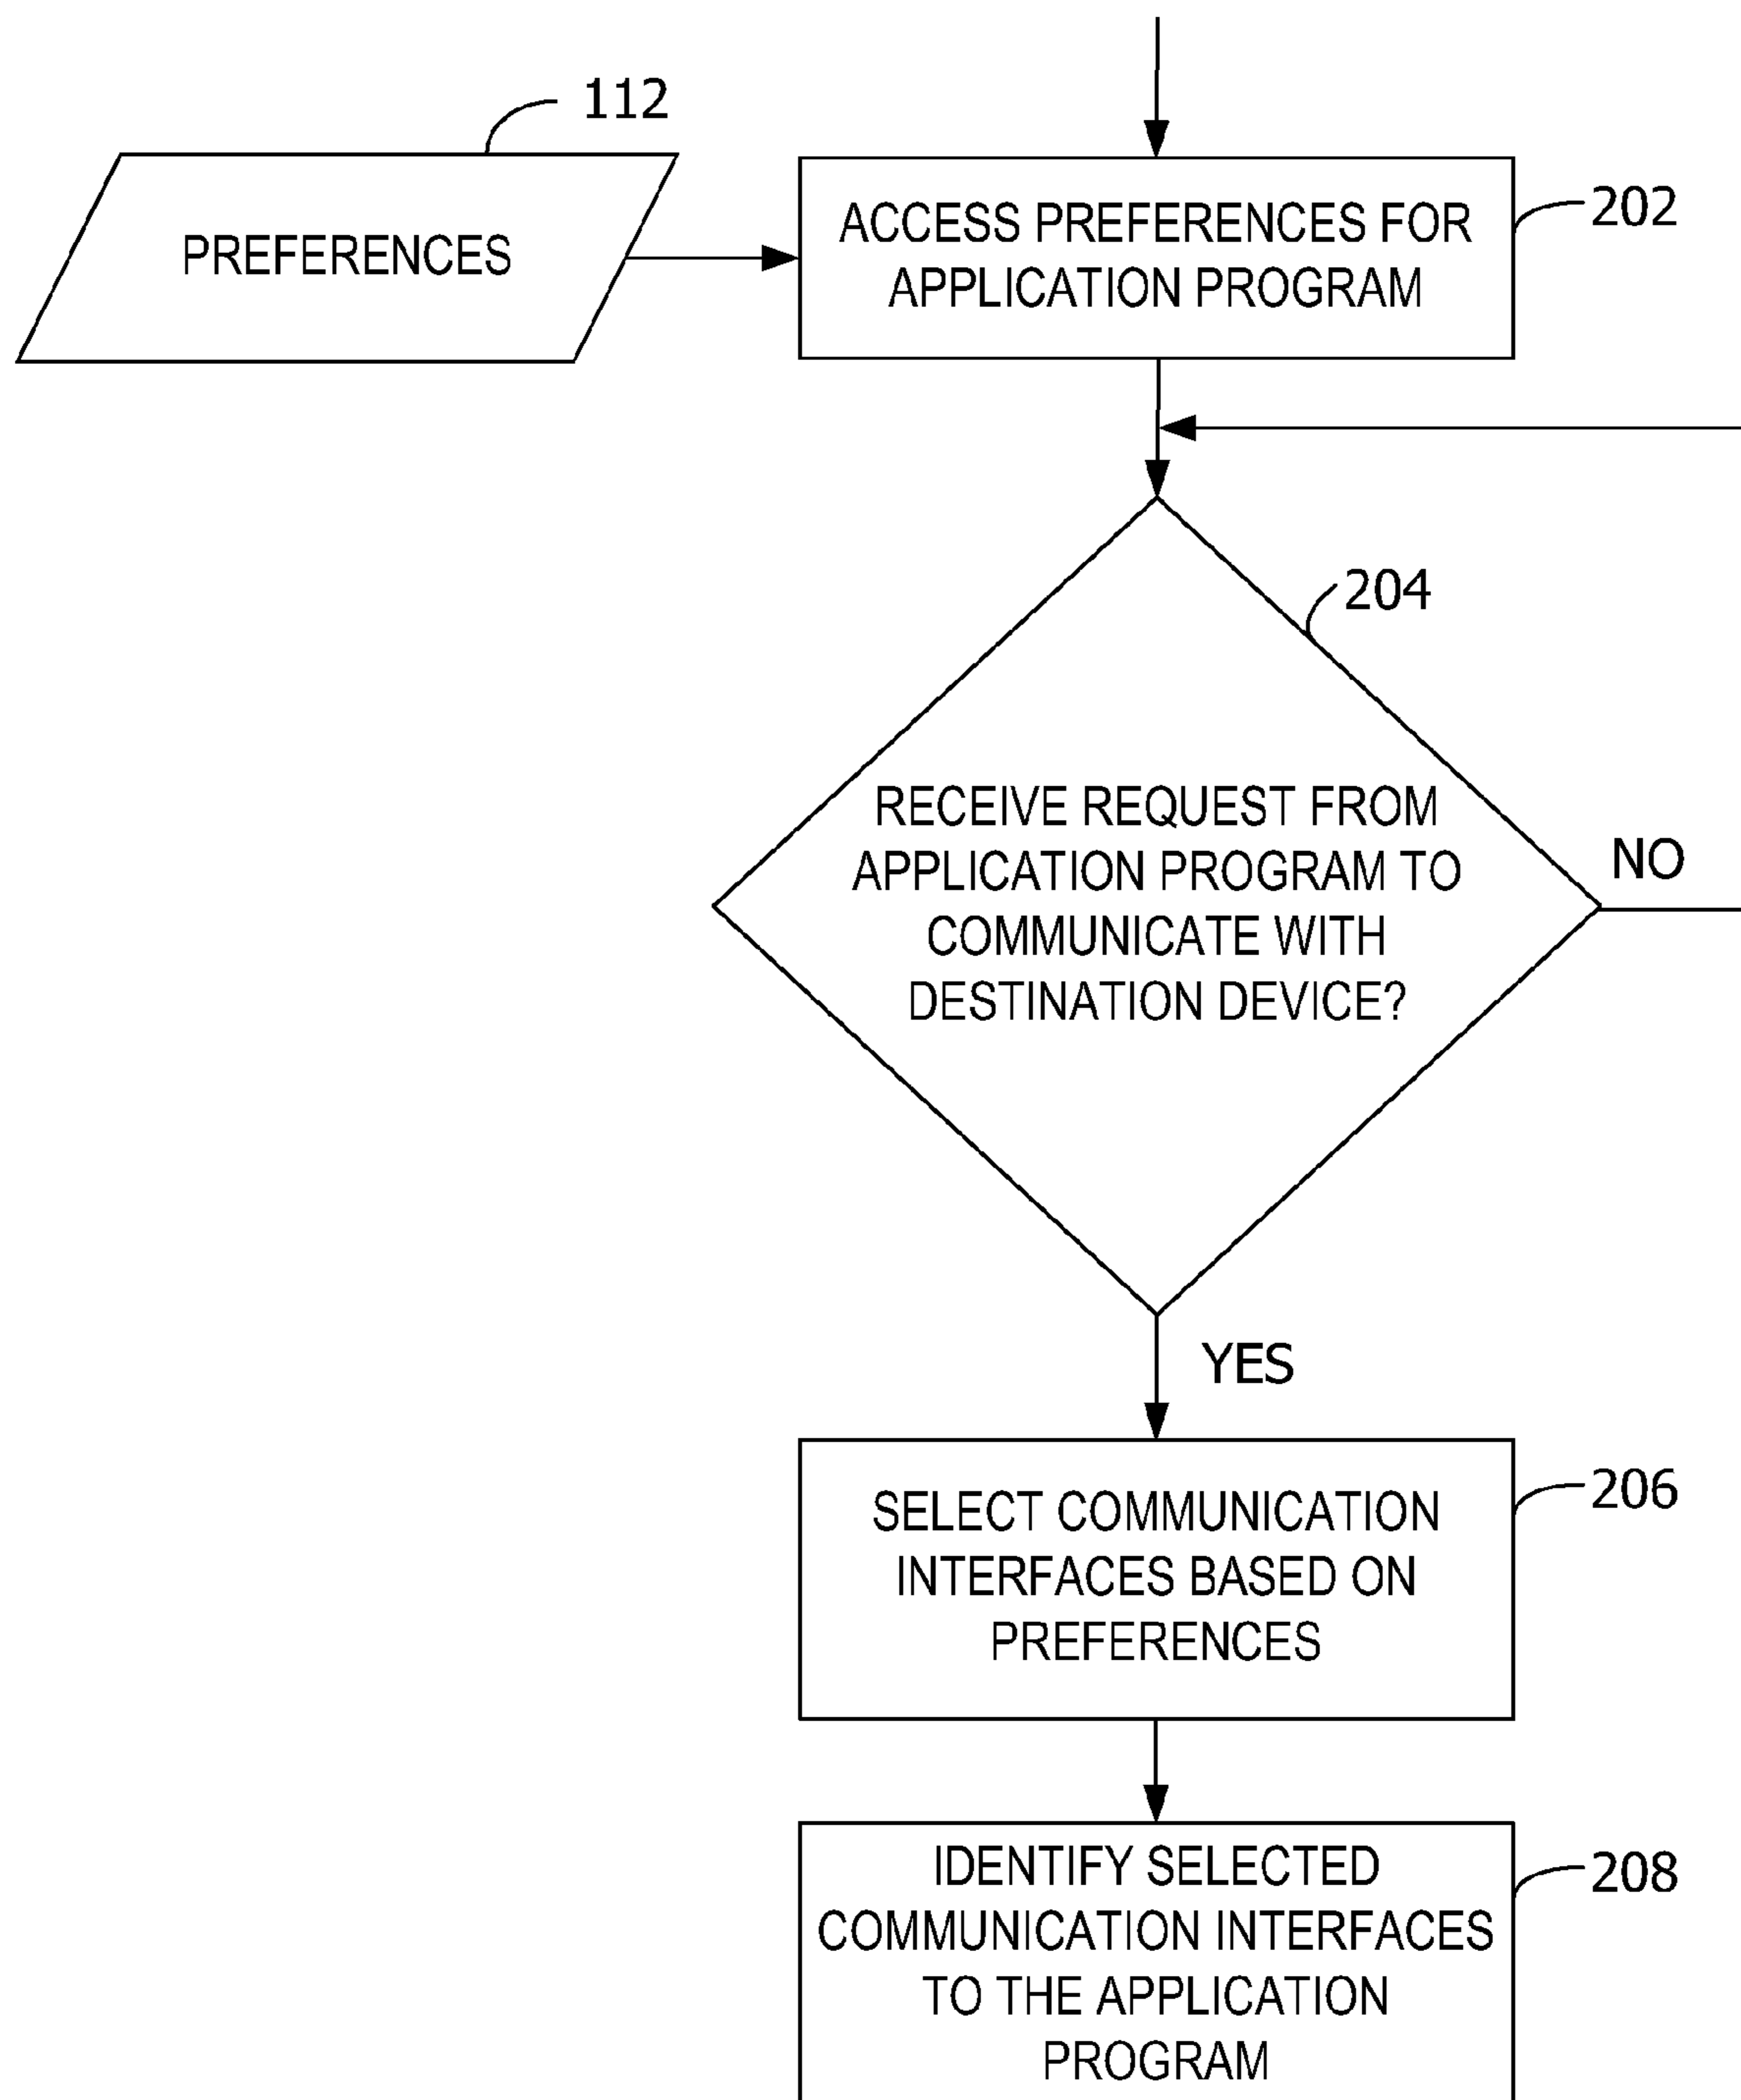 112
PREFERENCES
ACCESS PREFERENCES FOR
APPLICATION PROGRAM
202
204
RECEIVE REQUEST FROM
APPLICATION PROGRAM TO
COMMUNICATE WITH
DESTINATION DEVICE?
NO
YES
SELECT COMMUNICATION
INTERFACES BASED ON
PREFERENCES
206
IDENTIFY SELECTED
COMMUNICATION INTERFACES
TO THE APPLICATION
PROGRAM
208